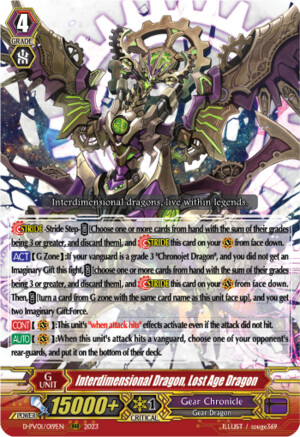 4
GRADE
Interdimensional dragons, live within legends.
STRIDE -Stride Step- [Choose one or more cards from hand with the sum of their grades
being 3 or greater, and discard them], and STRIDE this card on your from face down.
ACT [G Zone]: If your vanguard is a grade 3 "Chronojet Dragon", and you did not get an
Imaginary Gift this fight, [choose one or more cards from hand with the sum of their grades
being 3 or greater, and discard them], and STRIDE this card on your from face down.
Then, [turn a card from G zone with the same card name as this unit face up], and you get
two Imaginary Gift:Force.
CONT :This unit's "when attack hits" effects activate even if the attack did not hit.
AUTO :When this unit's attack hits a vanguard, choose one of your opponent's
rear-guards, and put it on the bottom of their deck.
G
UNIT
Interdimensional Dragon, Lost Age Dragon
POWER
15000+
1
CRITICAL
Gear Chronicle
Gear Dragon
D-PV01/019EN RRR 2023
ILLUST / touge369